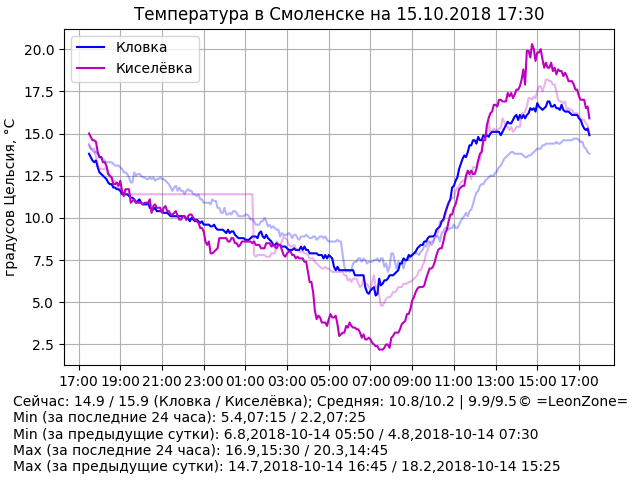 Температура в Смоленске на 15.10.2018 17:30
Кловка
Киселёвка
градусов Цельсия, °C
20.0
17.5
15.0
12.5
10.0
7.5
5.0
2.5
17:00 19:00 21:00 23:00 01:00 03:00 05:00 07:00 09:00 11:00 13:00 15:00 17:00
Сейчас: 14.9 / 15.9 (Кловка / Киселёвка); Средняя: 10.8/10.2 | 9.9/9.5© =LeonZone=
Min (за последние 24 часа): 5.4,07:15 / 2.2,07:25
Min (за предыдущие сутки): 6.8,2018-10-14 05:50 / 4.8,2018-10-14 07:30
Max (за последние 24 часа): 16.9,15:30 / 20.3,14:45
Max (за предыдущие сутки): 14.7,2018-10-14 16:45 / 18.2,2018-10-14 15:25